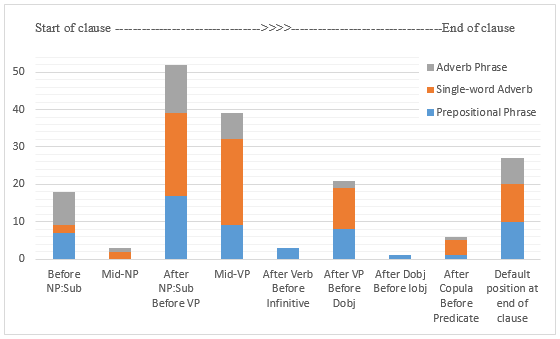 Start of clause ------------------------------>>>>-------------------------------End of clause
Adverb Phrase
Single-word Adverb
Prepositional Phrase
50
40
30
20
10
0
Before
NP:Sub
Mid-NP
After
NP:Sub
Before VP
Mid-VP
After Verb
Before
Infinitive
After VP
Before
Dobj
After Dobj
Before Iobj
After
Copula
Before
Predicate
Default
position at
end of
clause